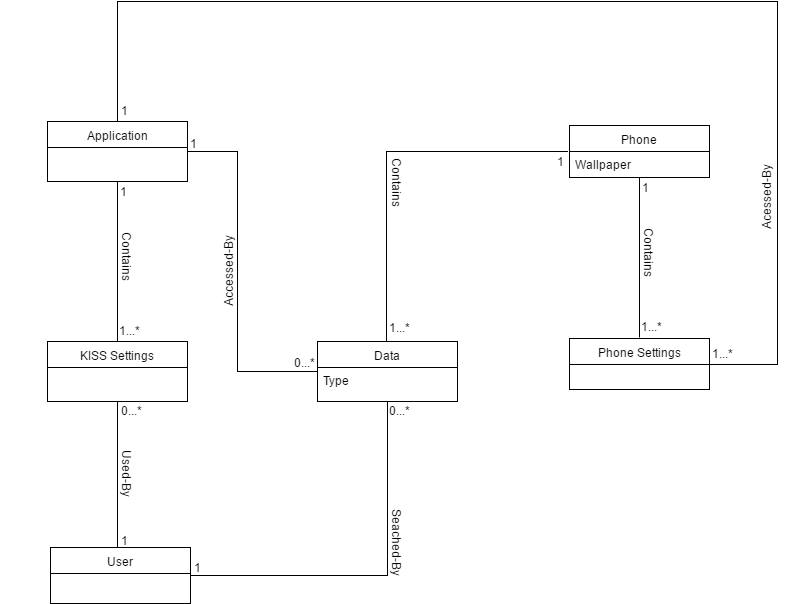 1
Application
1
Phone
1
Wallpaper
1
1
Contains
Acessed-By
Contains
Accessed-By
Contains
1...*
1...*
1...*
KISS Settings
0...*
Data
Phone Settings
1...*
Type
0...*
0...*
Used-By
Seached-By
1
User
1